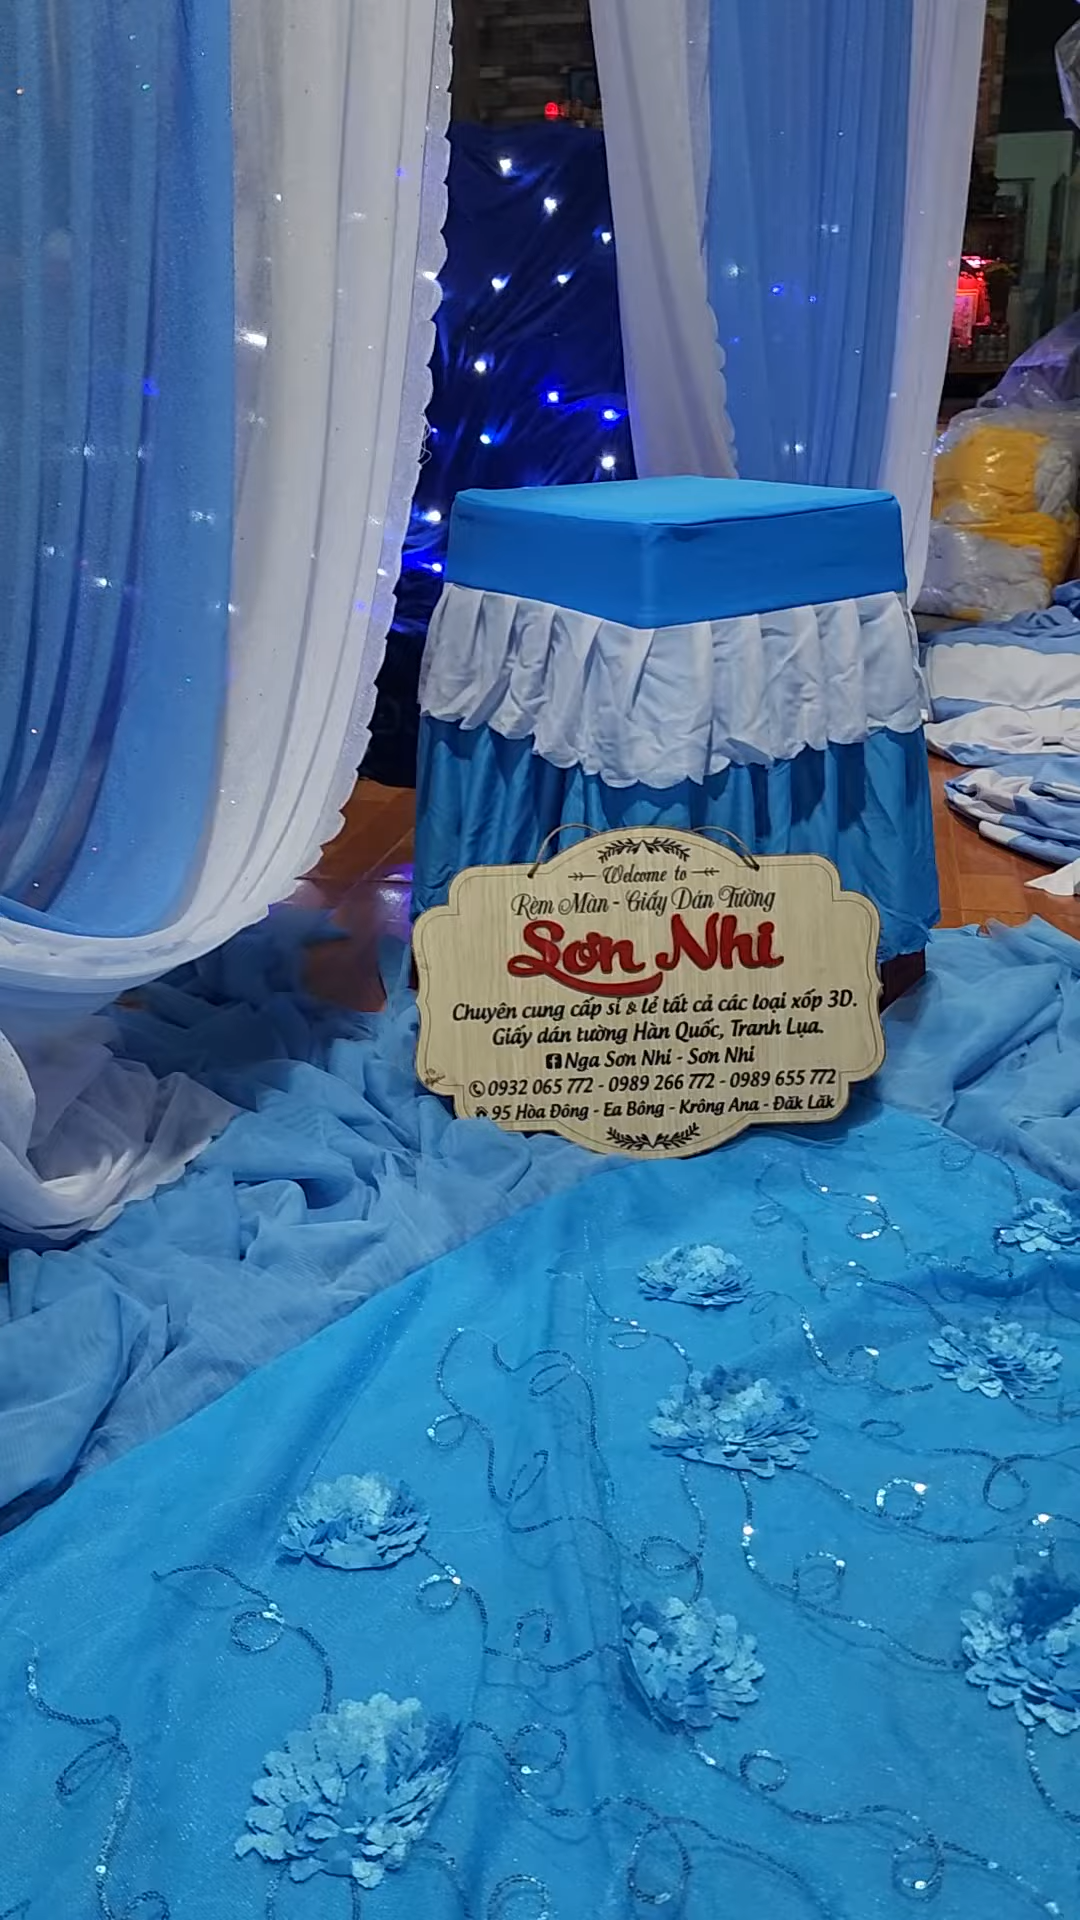 Welcome to
Rèm Màn - Giấy Dán Tường
Sơn Nhi
Chuyên cung cấp sỉ & lẻ tất cả các loại xốp 3D.
Giấy dán tường Hàn Quốc, Tranh Lụa.
Nga Sơn Nhi - Sơn Nhi
0932 065 772 - 0989 266 772 - 0989 655 772
95 Hòa Đông - Ea Bông - Krông Ana - Đăk Lăk